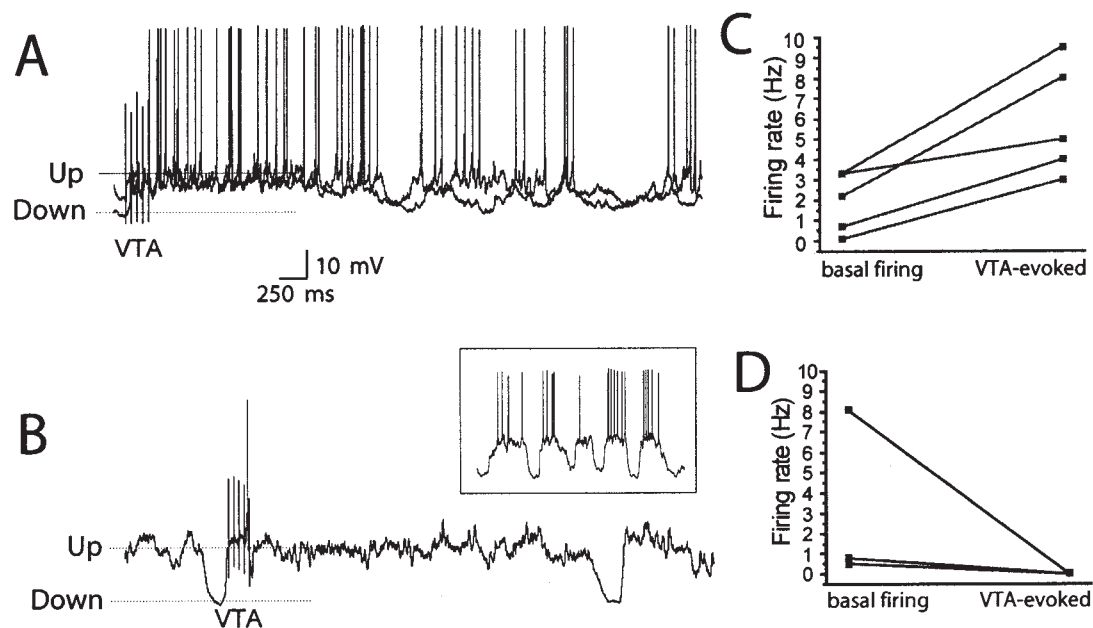 A
Up
Down
VTA
10 mV
250 ms
B
Up
Down
VTA
C
Firing rate (Hz)
10
9
8
7
6
5
4
3
2
1
0
basal firing VTA-evoked
D
Firing rate (Hz)
10
9
8
7
6
5
4
3
2
1
0
basal firing VTA-evoked